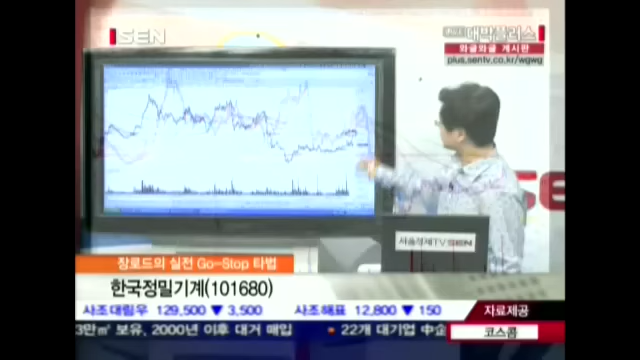 SEN
대박플러스
와글와글 게시판
plus.sentv.co.kr/wgwg
서울경제TV SEN
장로드의 실전 Go-Stop 타법
한국정밀기계(101680)
사조대림우 129,500 ▼ 3,500 사조해표 12,800 ▼ 150 자료제공
3만㎡ 보유, 2000년 이후 대거 매입 22개 대기업 中企 코스콤